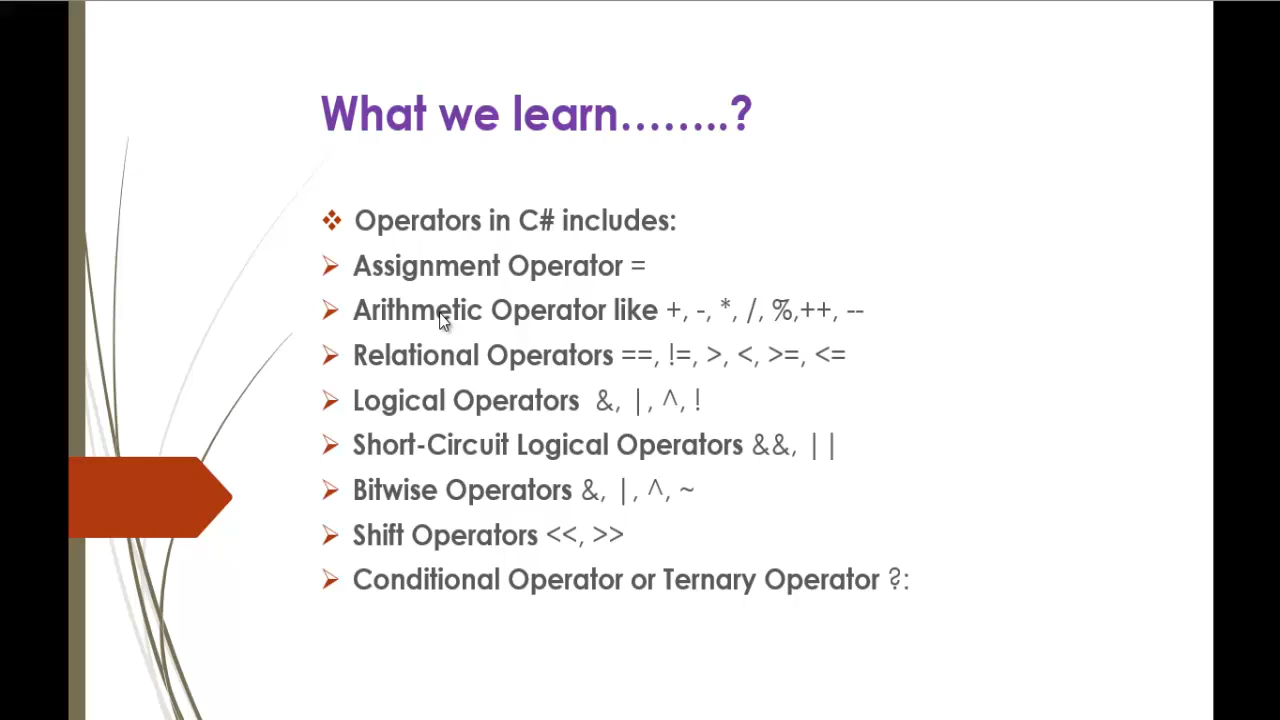 What we learn……..?
Operators in C# includes:
Assignment Operator =
Arithmetic Operator like +, -, *, /, %,++, --
Relational Operators ==, !=, >, <, >=, <=
Logical Operators &, |, ^, !
Short-Circuit Logical Operators &&, ||
Bitwise Operators &, |, ^, ~
Shift Operators <<, >>
Conditional Operator or Ternary Operator ?: